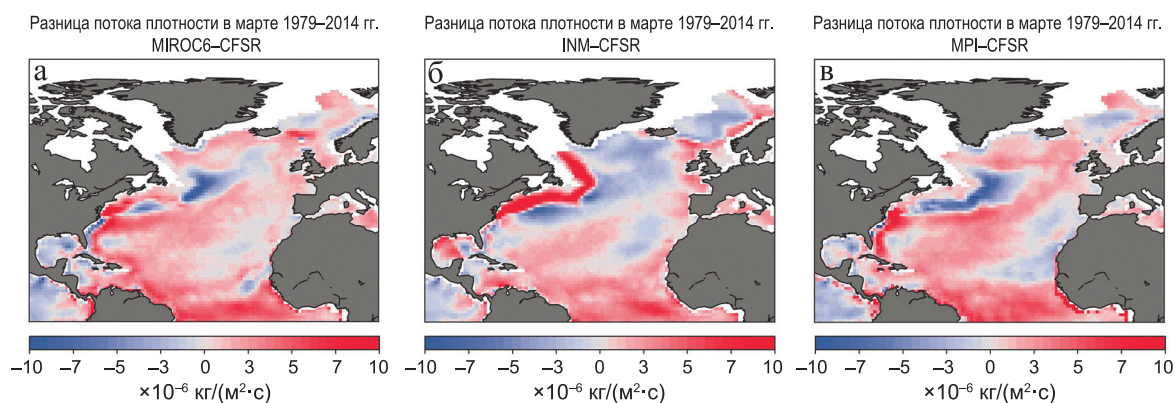 Разница потока плотности в марте 1979–2014 гг.
MIROC6–CFSR
а
–10 –7 –5 –3 0 3 5 7 10
×10⁻⁶ кг/(м²·с)
Разница потока плотности в марте 1979–2014 гг.
INM–CFSR
б
–10 –7 –5 –3 0 3 5 7 10
×10⁻⁶ кг/(м²·с)
Разница потока плотности в марте 1979–2014 гг.
MPI–CFSR
в
–10 –7 –5 –3 0 3 5 7 10
×10⁻⁶ кг/(м²·с)